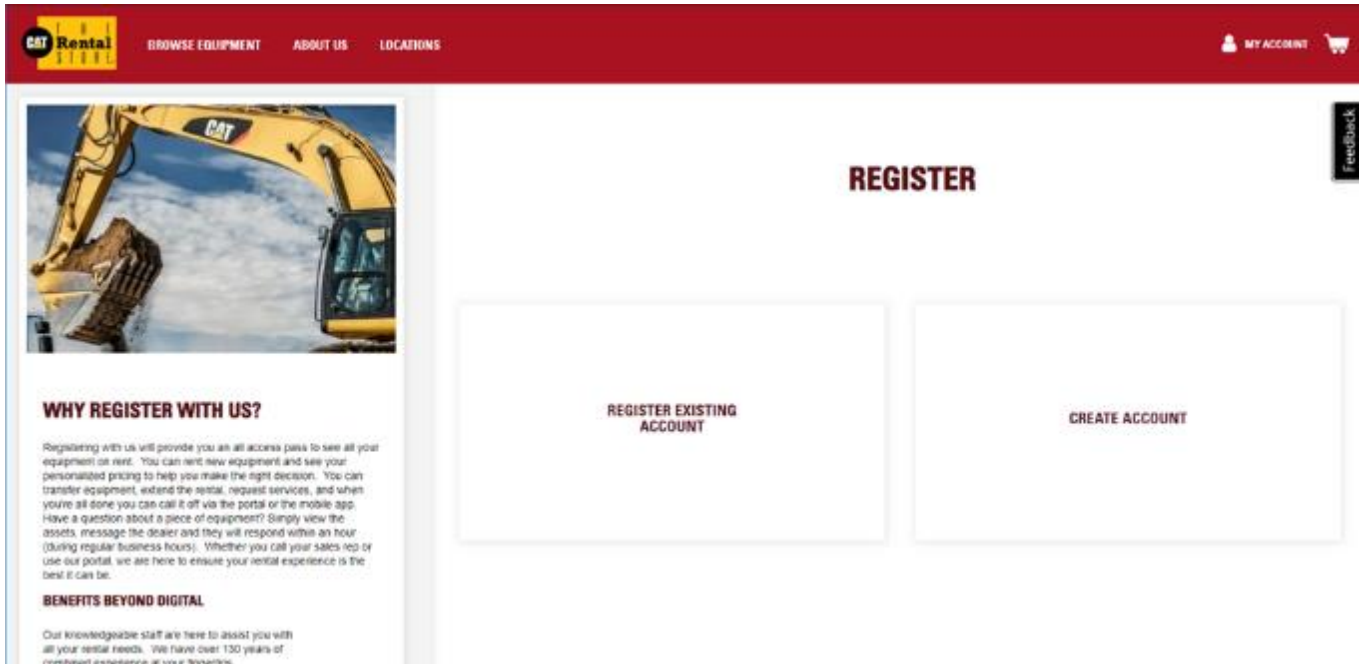 THE
CAT Rental
STORE
BROWSE EQUIPMENT
ABOUT US
LOCATIONS
MY ACCOUNT
Feedback
CAT
REGISTER
REGISTER EXISTING
ACCOUNT
CREATE ACCOUNT
WHY REGISTER WITH US?
Registering with us will provide you an all access pass to see all your
equipment on rent. You can rent new equipment and see your
personalized pricing to help you make the right decision. You can
transfer equipment, extend the rental, request services, and when
you're all done you can call it off via the portal or the mobile app.
Have a question about a piece of equipment? Simply view the
assets, message the dealer and they will respond within an hour
(during regular business hours). Whether you call your sales rep or
use our portal, we are here to ensure your rental experience is the
best it can be.
BENEFITS BEYOND DIGITAL
Our knowledgeable staff are here to assist you with
all your rental needs. We have over 130 years of
combined experience at your fingertips